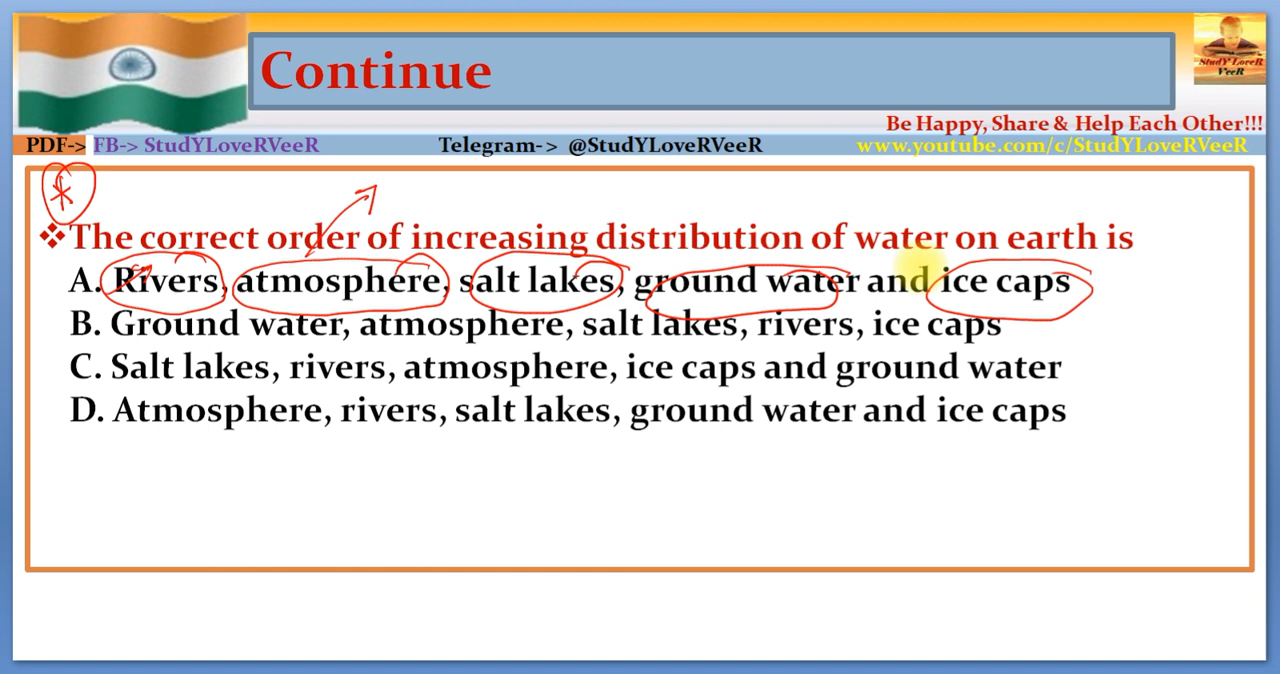 Continue
StudY LoveR
VeeR
Be Happy, Share & Help Each Other!!!
PDF-> FB-> StudYLoveRVeeR Telegram-> @StudYLoveRVeeR www.youtube.com/c/StudYLoveRVeeR
❖The correct order of increasing distribution of water on earth is
A. Rivers, atmosphere, salt lakes, ground water and ice caps
B. Ground water, atmosphere, salt lakes, rivers, ice caps
C. Salt lakes, rivers, atmosphere, ice caps and ground water
D. Atmosphere, rivers, salt lakes, ground water and ice caps